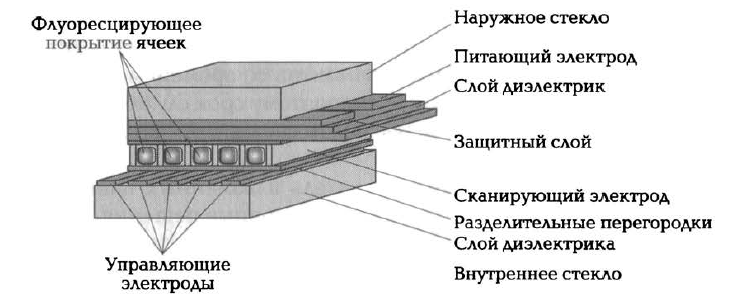 Флуоресцирующее
покрытие ячеек
Наружное стекло
Питающий электрод
Слой диэлектрик
Защитный слой
Сканирующий электрод
Разделительные перегородки
Слой диэлектрика
Внутреннее стекло
Управляющие
электроды